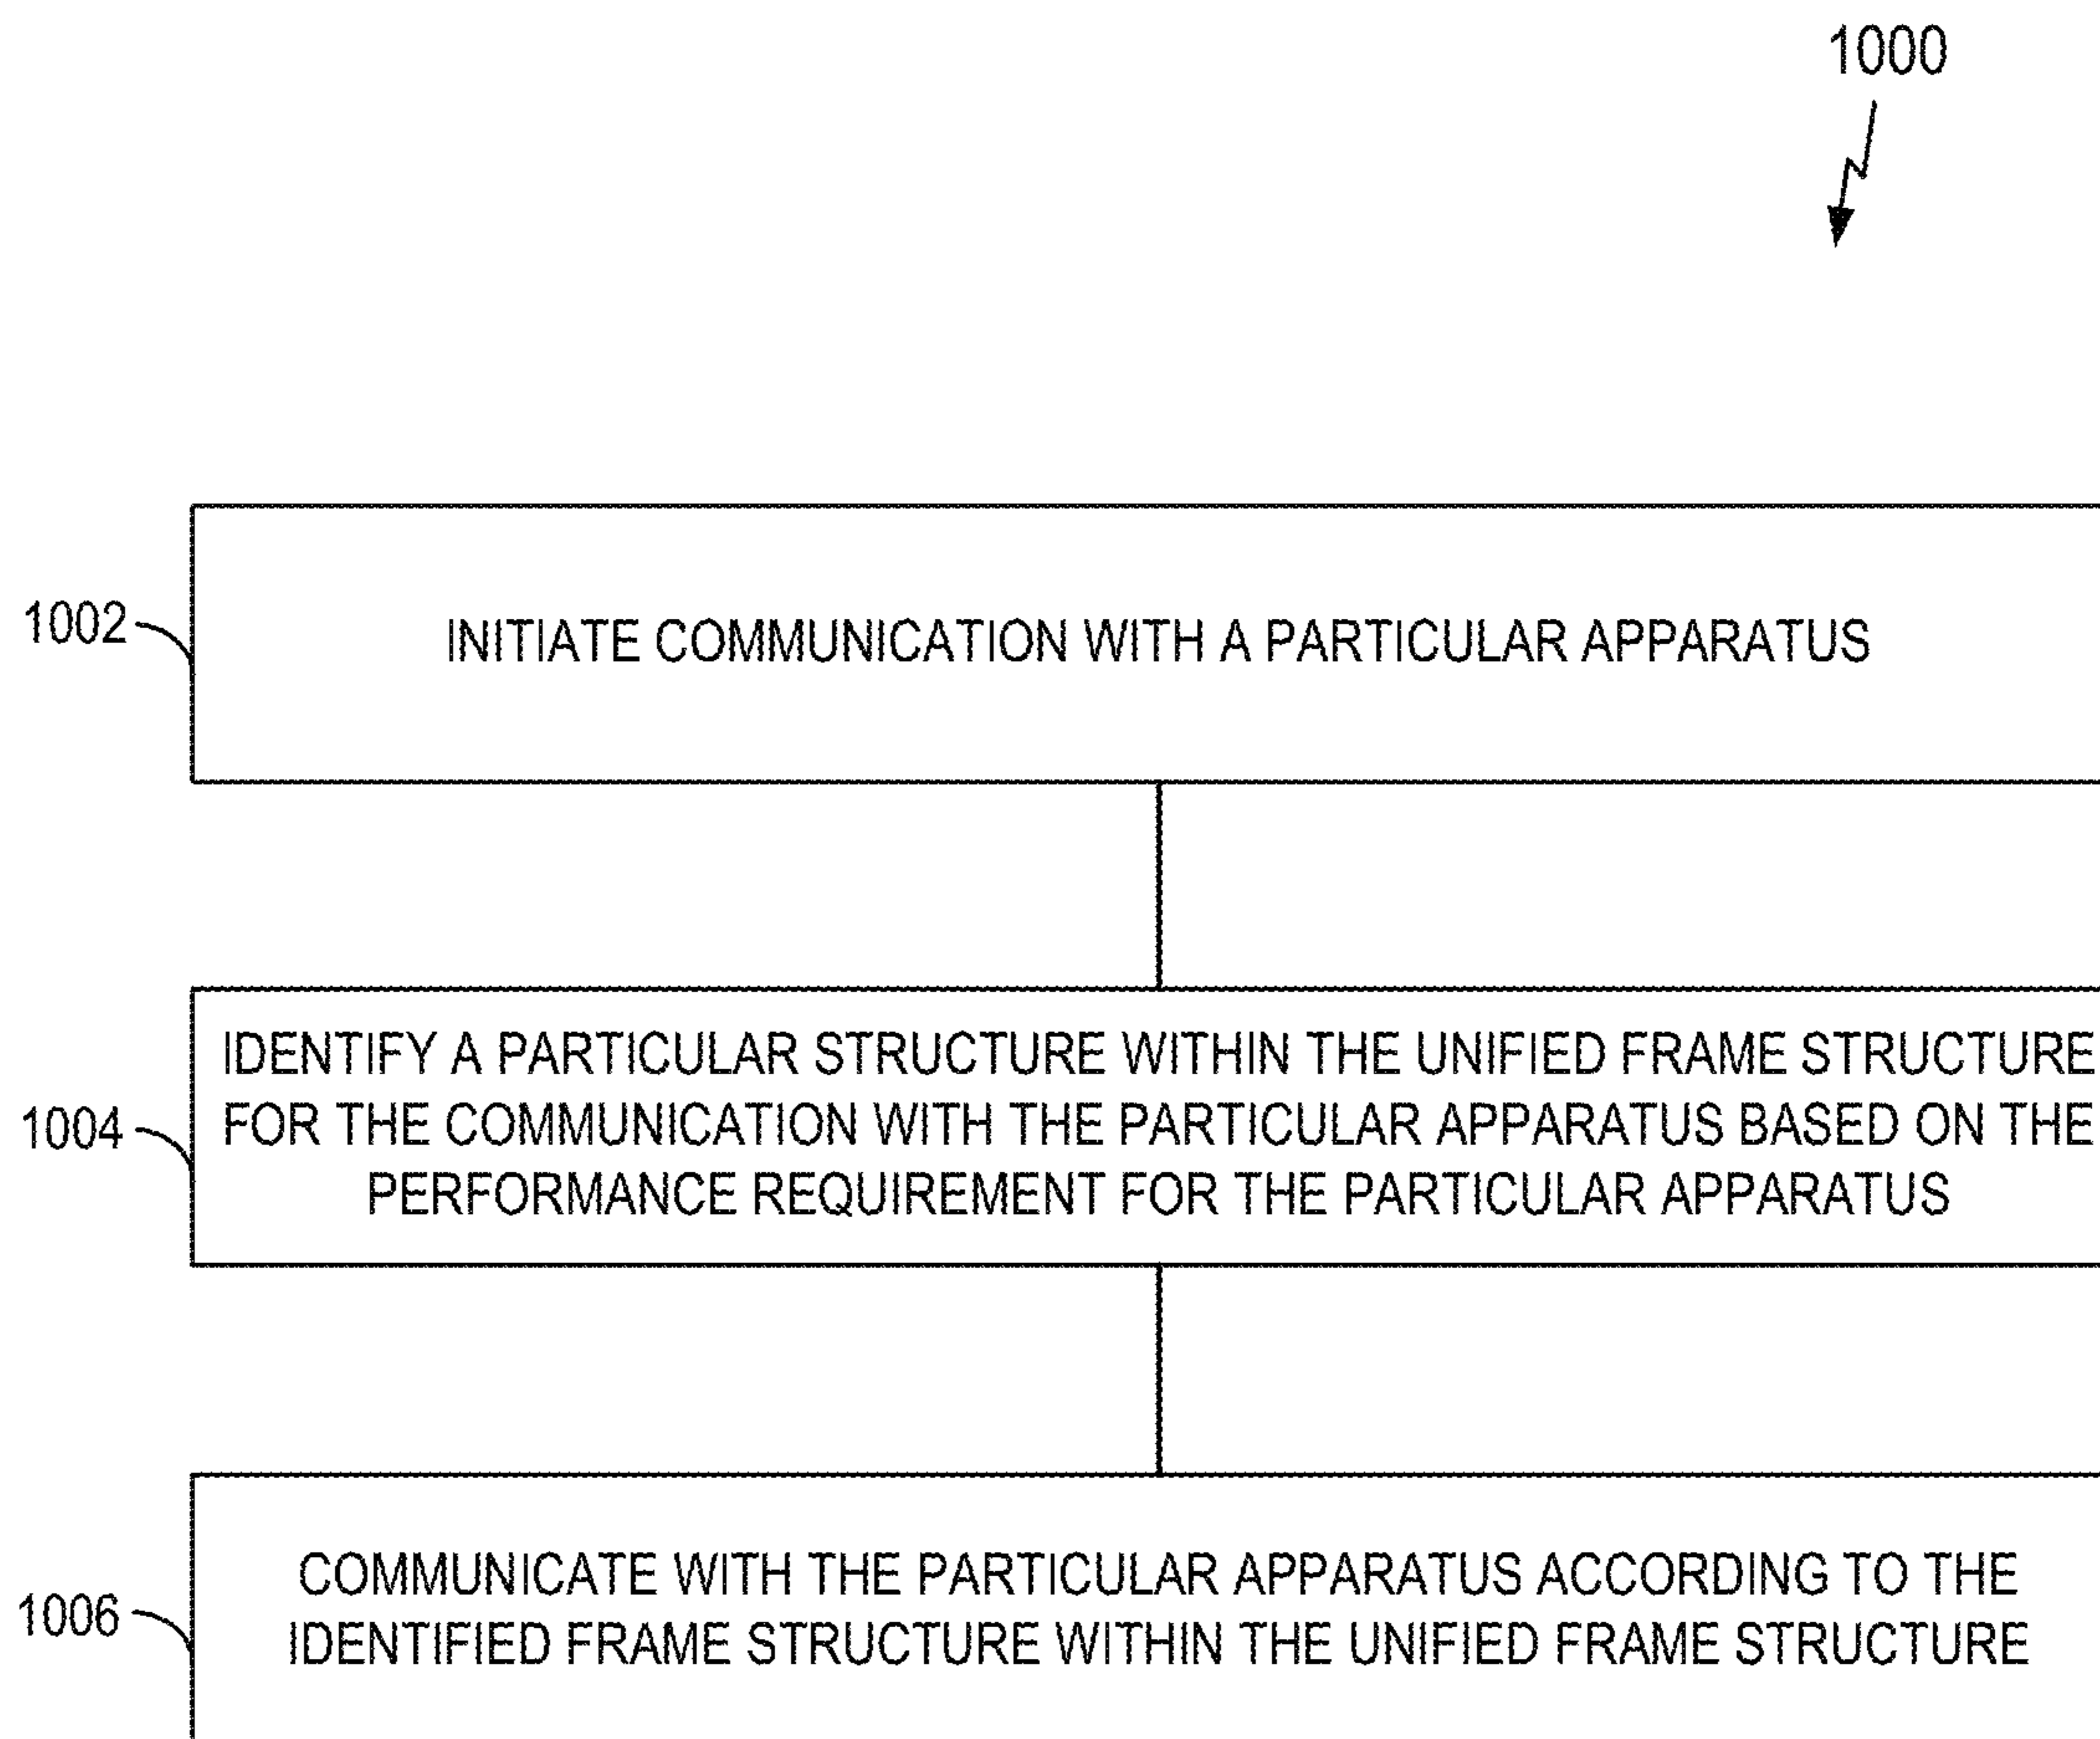 1000
1002
INITIATE COMMUNICATION WITH A PARTICULAR APPARATUS
1004
IDENTIFY A PARTICULAR STRUCTURE WITHIN THE UNIFIED FRAME STRUCTURE
FOR THE COMMUNICATION WITH THE PARTICULAR APPARATUS BASED ON THE
PERFORMANCE REQUIREMENT FOR THE PARTICULAR APPARATUS
1006
COMMUNICATE WITH THE PARTICULAR APPARATUS ACCORDING TO THE
IDENTIFIED FRAME STRUCTURE WITHIN THE UNIFIED FRAME STRUCTURE